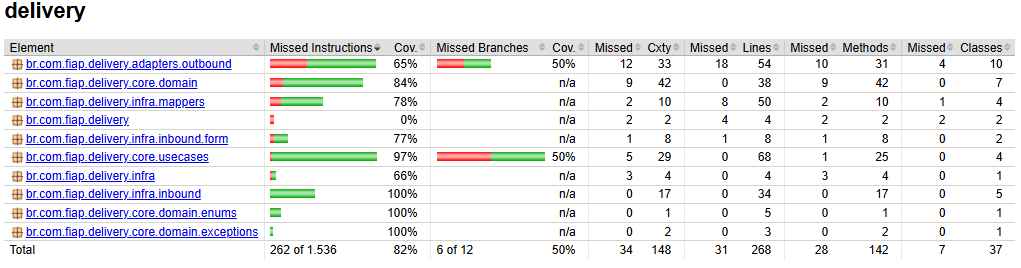 delivery
Element Missed Instructions Cov. Missed Branches Cov. Missed Cxty Missed Lines Missed Methods Missed Classes
br.com.fiap.delivery.adapters.outbound 65% 50% 12 33 18 54 10 31 4 10
br.com.fiap.delivery.core.domain 84% n/a 9 42 0 38 9 42 0 7
br.com.fiap.delivery.infra.mappers 78% n/a 2 10 8 50 2 10 1 4
br.com.fiap.delivery 0% n/a 2 2 4 4 2 2 2 2
br.com.fiap.delivery.infra.inbound.form 77% n/a 1 8 1 8 1 8 0 2
br.com.fiap.delivery.core.usecases 97% 50% 5 29 0 68 1 25 0 4
br.com.fiap.delivery.infra 66% n/a 3 4 0 4 3 4 0 1
br.com.fiap.delivery.infra.inbound 100% n/a 0 17 0 34 0 17 0 5
br.com.fiap.delivery.core.domain.enums 100% n/a 0 1 0 5 0 1 0 1
br.com.fiap.delivery.core.domain.exceptions 100% n/a 0 2 0 3 0 2 0 1
Total 262 of 1.536 82% 6 of 12 50% 34 148 31 268 28 142 7 37